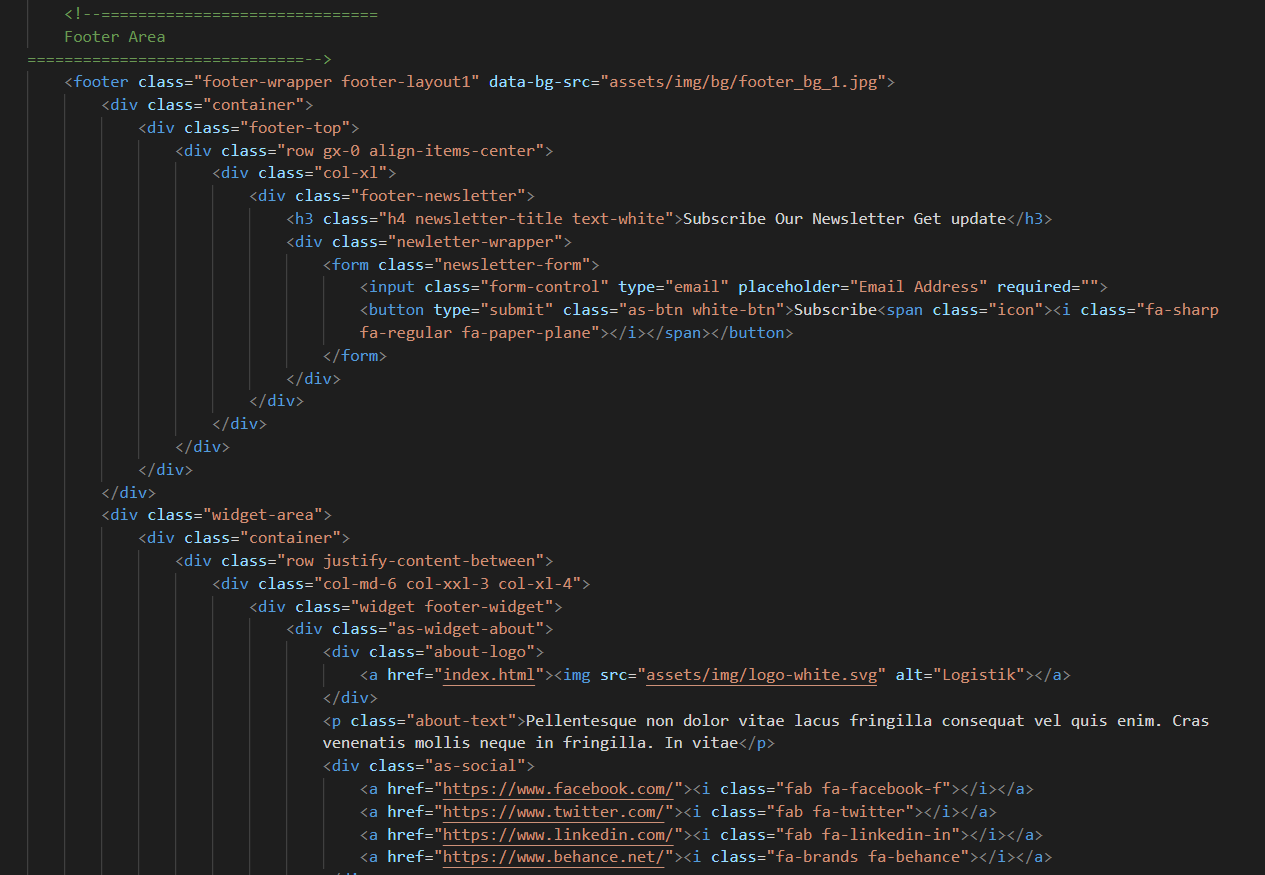 <!--==============================
Footer Area
==============================-->
<footer class="footer-wrapper footer-layout1" data-bg-src="assets/img/bg/footer_bg_1.jpg">
<div class="container">
<div class="footer-top">
<div class="row gx-0 align-items-center">
<div class="col-xl">
<div class="footer-newsletter">
<h3 class="h4 newsletter-title text-white">Subscribe Our Newsletter Get update</h3>
<div class="newletter-wrapper">
<form class="newsletter-form">
<input class="form-control" type="email" placeholder="Email Address" required="">
<button type="submit" class="as-btn white-btn">Subscribe<span class="icon"><i class="fa-sharp
fa-regular fa-paper-plane"></i></span></button>
</form>
</div>
</div>
</div>
</div>
</div>
</div>
<div class="widget-area">
<div class="container">
<div class="row justify-content-between">
<div class="col-md-6 col-xxl-3 col-xl-4">
<div class="widget footer-widget">
<div class="as-widget-about">
<div class="about-logo">
<a href="index.html"><img src="assets/img/logo-white.svg" alt="Logistik"></a>
</div>
<p class="about-text">Pellentesque non dolor vitae lacus fringilla consequat vel quis enim. Cras
venenatis mollis neque in fringilla. In vitae</p>
<div class="as-social">
<a href="https://www.facebook.com/"><i class="fab fa-facebook-f"></i></a>
<a href="https://www.twitter.com/"><i class="fab fa-twitter"></i></a>
<a href="https://www.linkedin.com/"><i class="fab fa-linkedin-in"></i></a>
<a href="https://www.behance.net/"><i class="fa-brands fa-behance"></i></a>